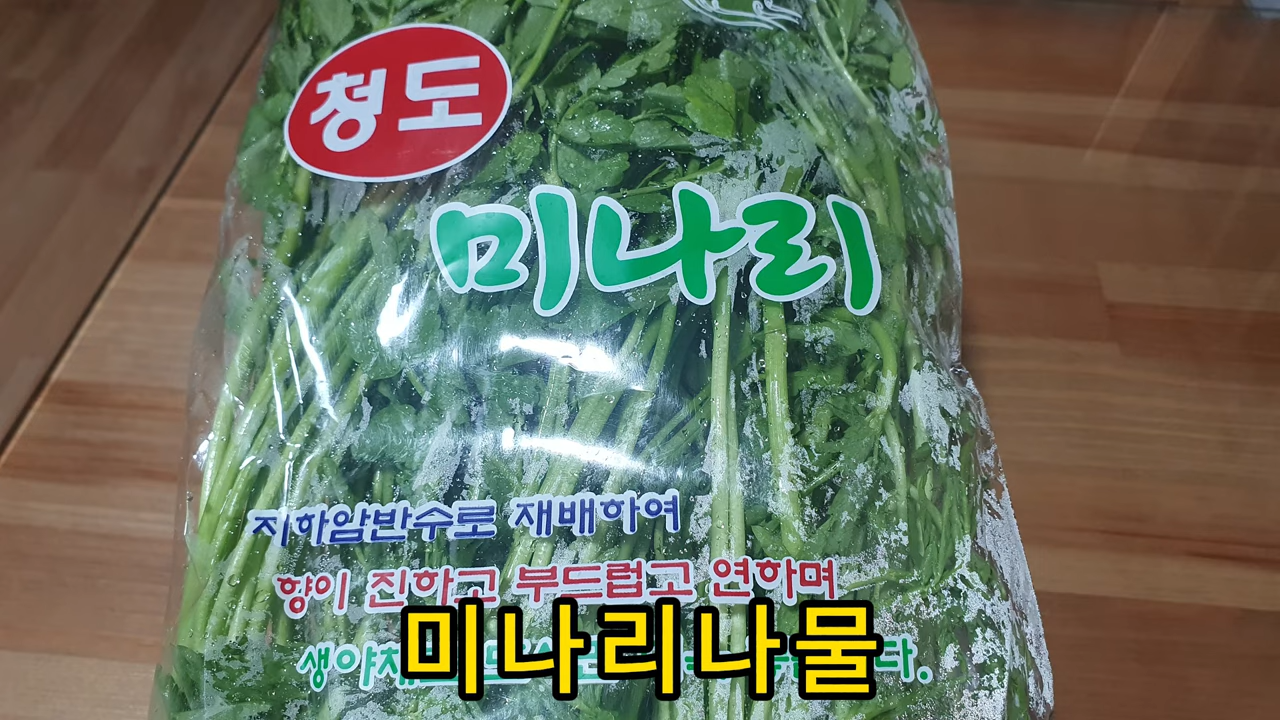 청도
미나리
지하암반수로 재배하여
향이 진하고 부드럽고 연하며
미나리나물